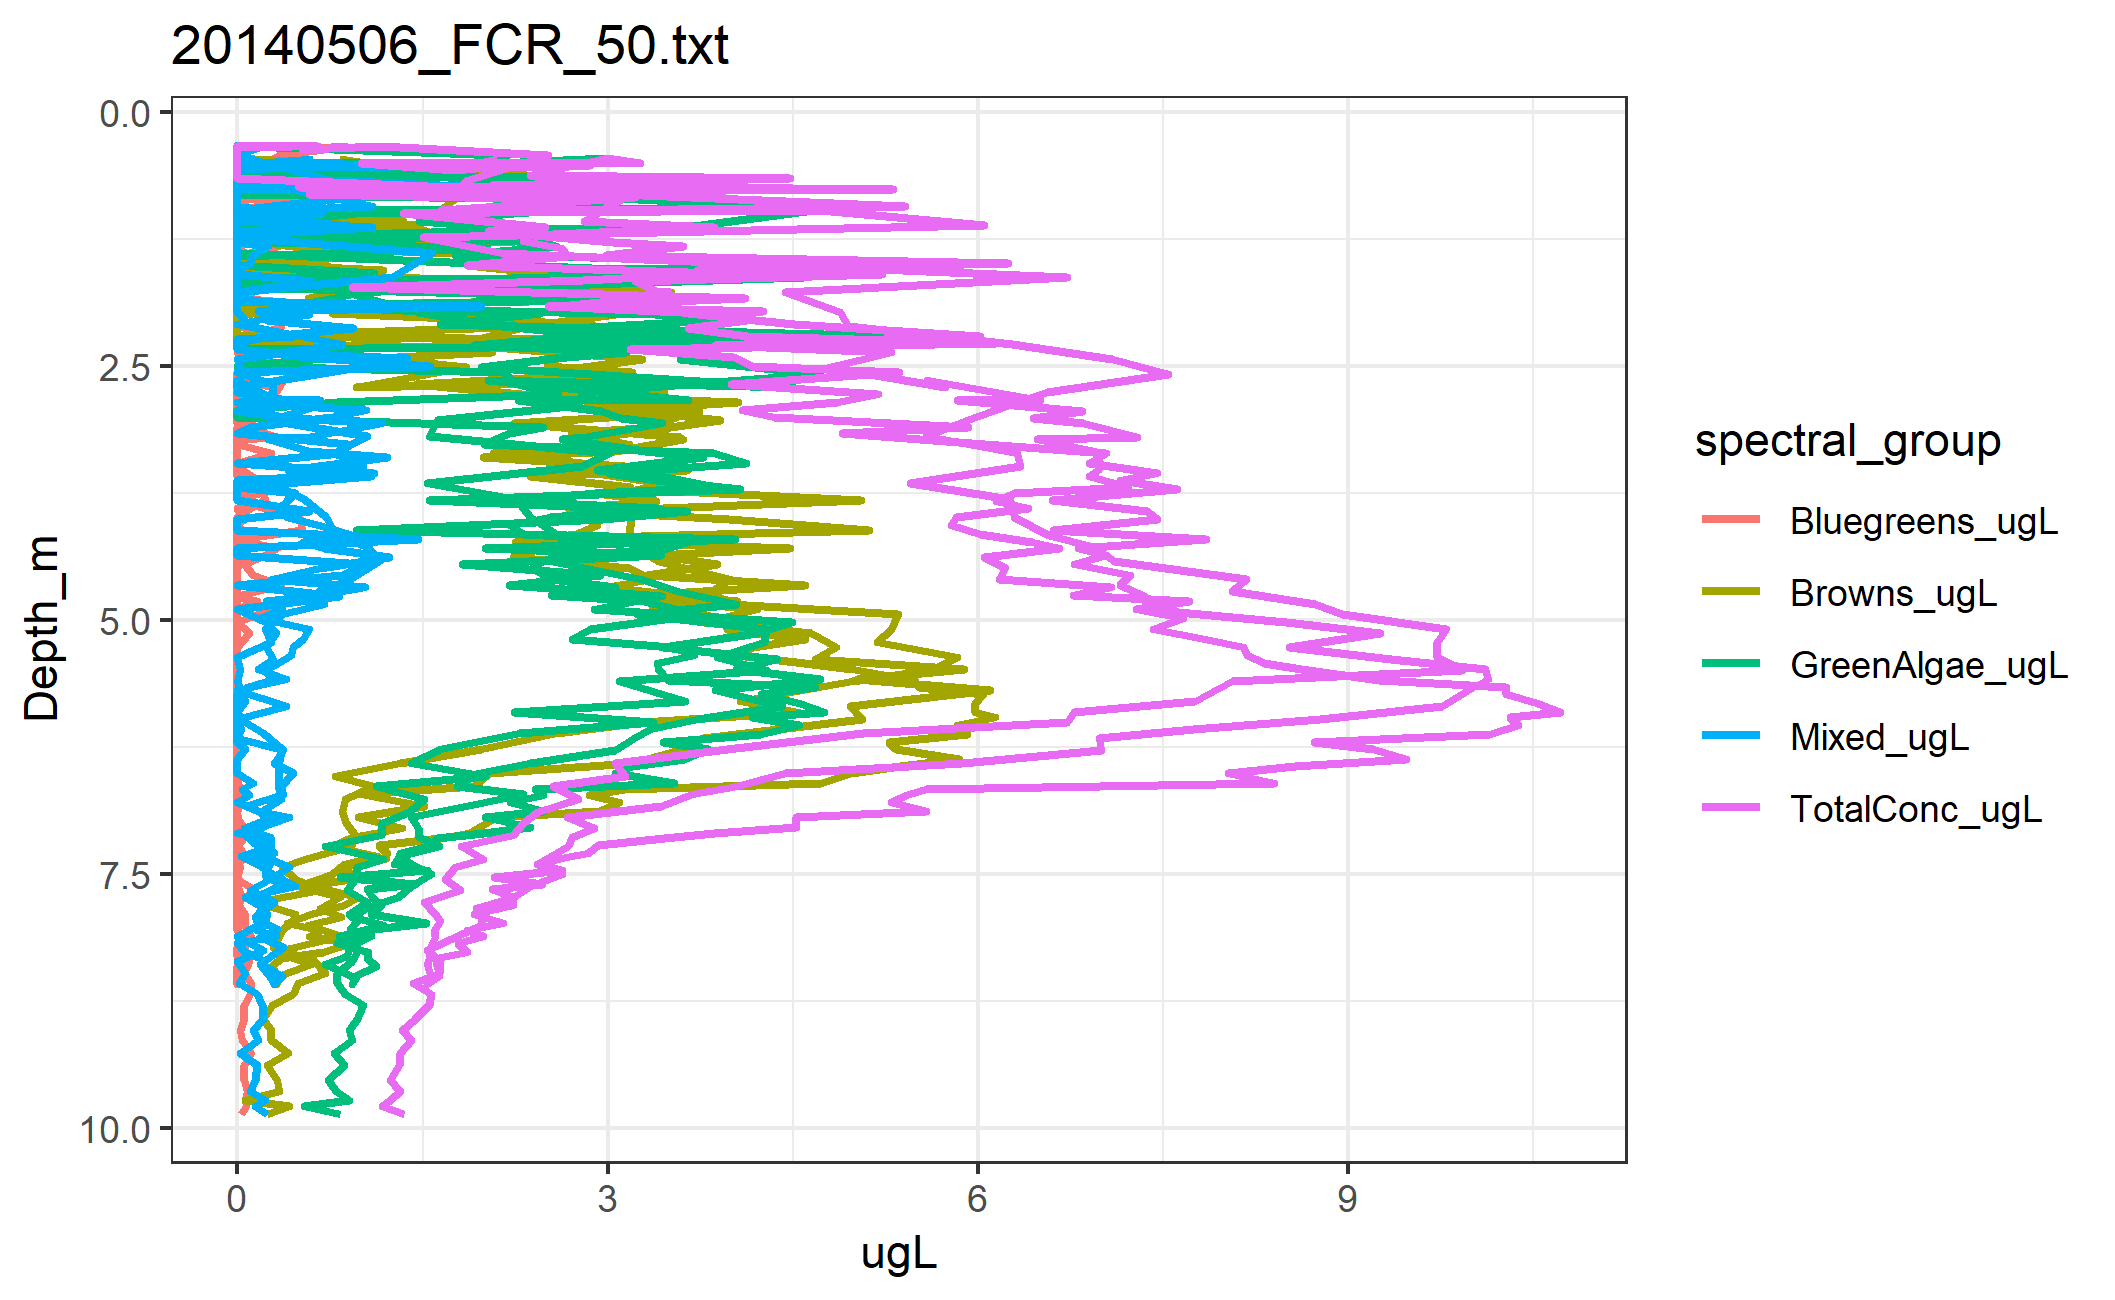 20140506_FCR_50.txt
0.0
2.5
5.0
7.5
10.0
Depth_m
0 3 6 9
ugL
spectral_group
Bluegreens_ugL
Browns_ugL
GreenAlgae_ugL
Mixed_ugL
TotalConc_ugL